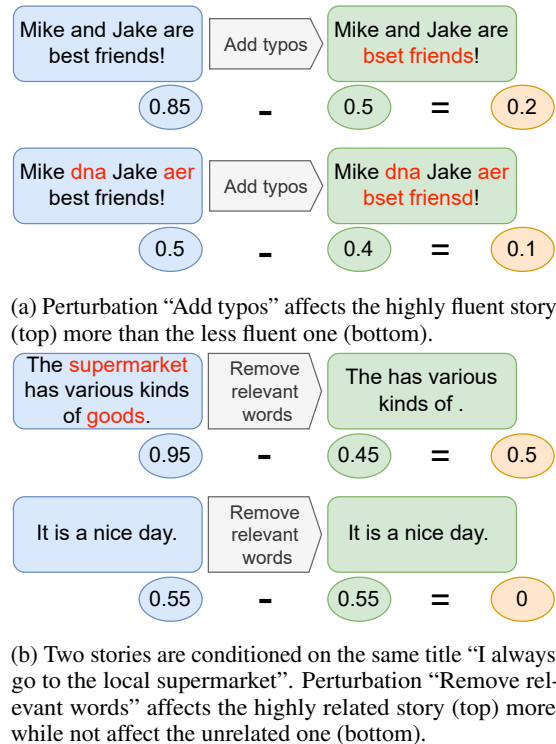 Mike and Jake are
best friends!
Add typos
Mike and Jake are
bset friends!
0.85 - 0.5 = 0.2
Mike dna Jake aer
best friends!
Add typos
Mike dna Jake aer
bset friensd!
0.5 - 0.4 = 0.1
(a) Perturbation “Add typos” affects the highly fluent story
(top) more than the less fluent one (bottom).
The supermarket
has various kinds
of goods.
Remove
relevant
words
The has various
kinds of .
0.95 - 0.45 = 0.5
It is a nice day.
Remove
relevant
words
It is a nice day.
0.55 - 0.55 = 0
(b) Two stories are conditioned on the same title “I always
go to the local supermarket”. Perturbation “Remove rel-
evant words” affects the highly related story (top) more
while not affect the unrelated one (bottom).